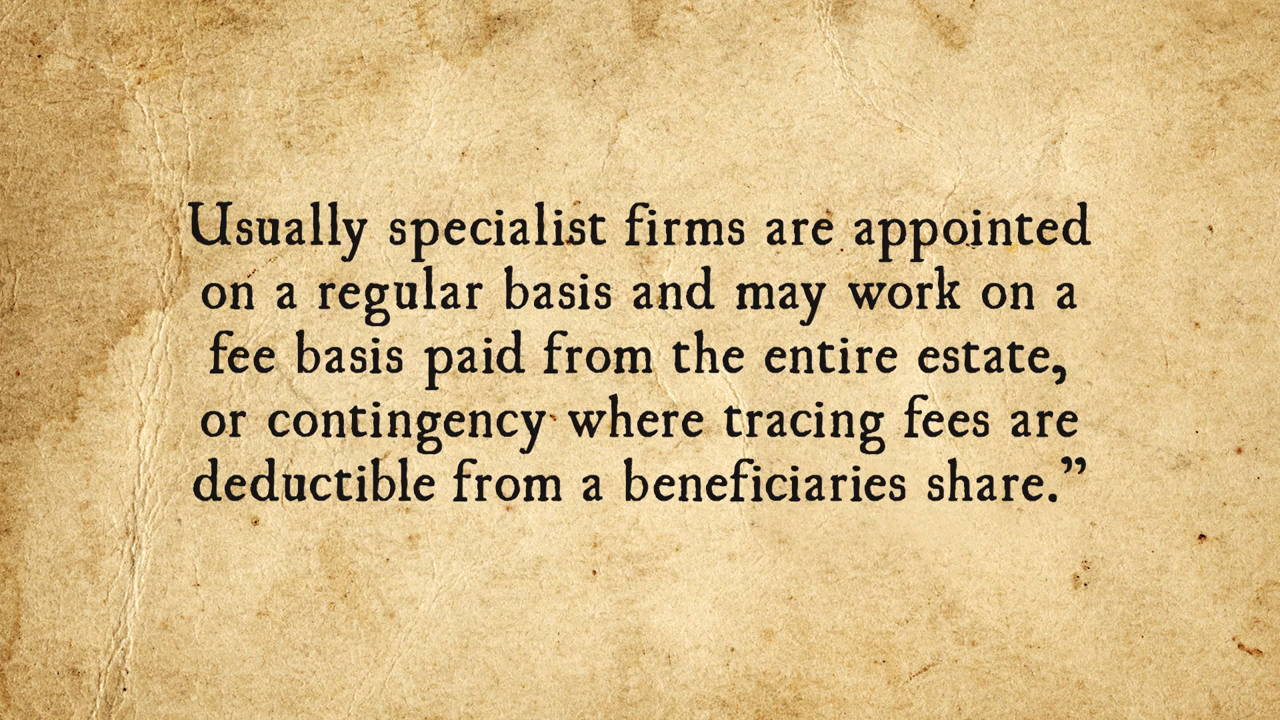 Usually specialist firms are appointed
on a regular basis and may work on a
fee basis paid from the entire estate,
or contingency where tracing fees are
deductible from a beneficiaries share.”